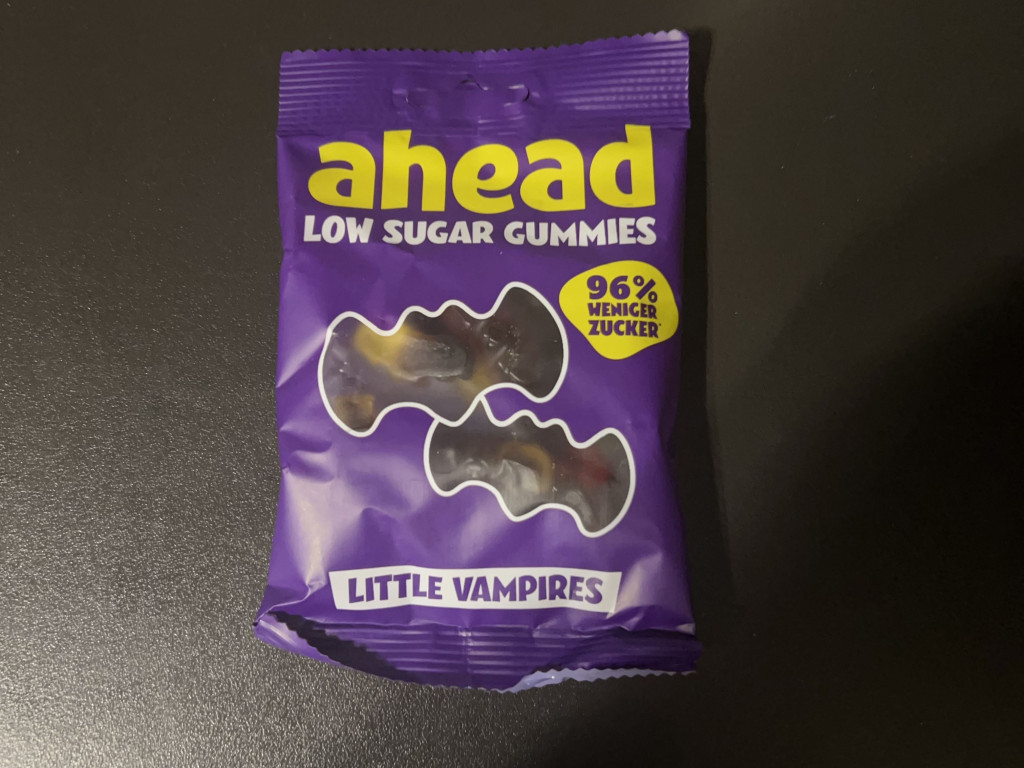 ahead
LOW SUGAR GUMMIES
96%
WENIGER
ZUCKER*
LITTLE VAMPIRES